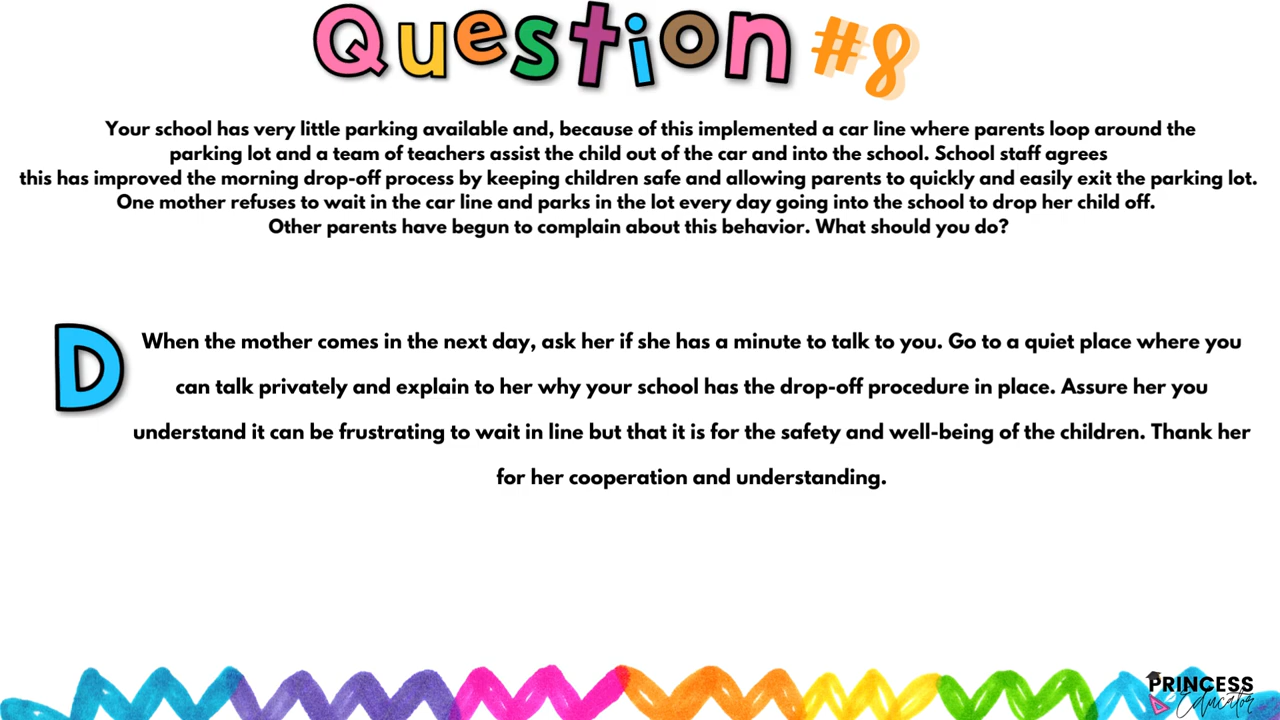 Question #8
Your school has very little parking available and, because of this implemented a car line where parents loop around the
parking lot and a team of teachers assist the child out of the car and into the school. School staff agrees
this has improved the morning drop-off process by keeping children safe and allowing parents to quickly and easily exit the parking lot.
One mother refuses to wait in the car line and parks in the lot every day going into the school to drop her child off.
Other parents have begun to complain about this behavior. What should you do?
D When the mother comes in the next day, ask her if she has a minute to talk to you. Go to a quiet place where you
can talk privately and explain to her why your school has the drop-off procedure in place. Assure her you
understand it can be frustrating to wait in line but that it is for the safety and well-being of the children. Thank her
for her cooperation and understanding.
PRINCESS
Educator